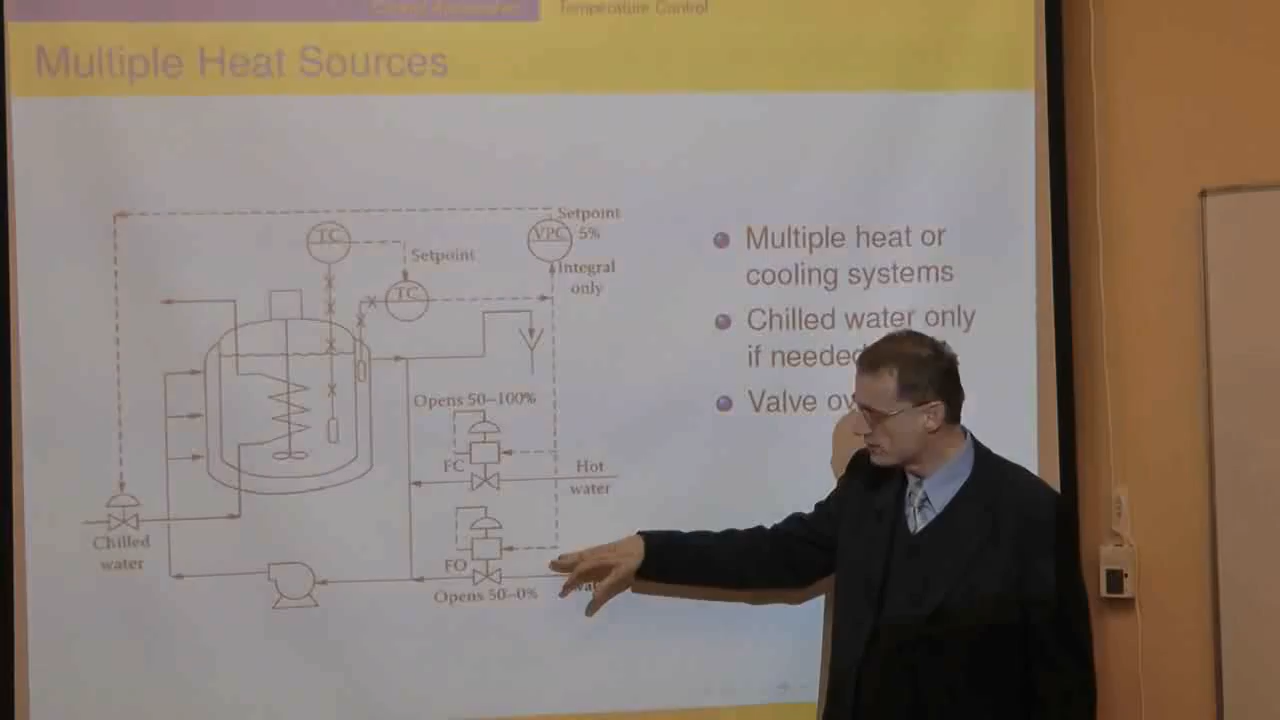 Temperature Control
Multiple Heat Sources
Setpoint
5%
VPC
Integral
only
TC
Setpoint
TC
Multiple heat or
cooling systems
Chilled water only
if needed
Valve
Opens 50–100%
FC
Hot
water
Chilled
water
FO
Opens 50–0%